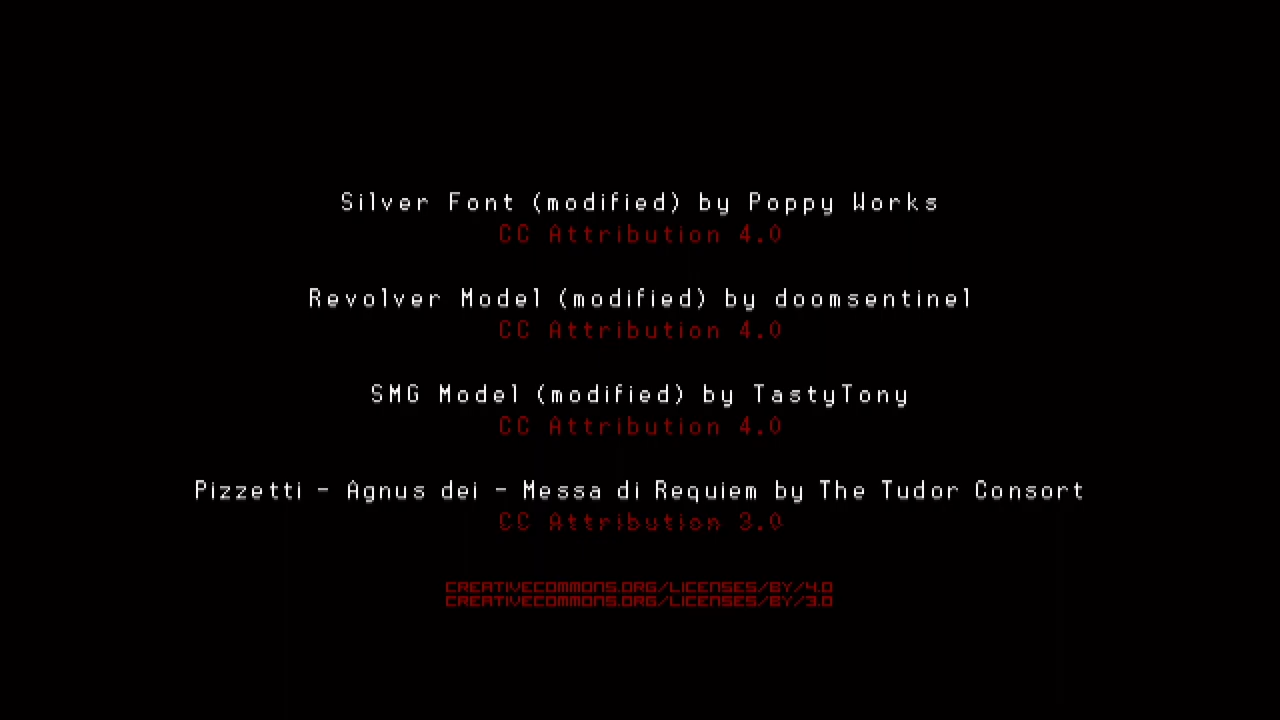 Silver Font (modified) by Poppy Works
CC Attribution 4.0
Revolver Model (modified) by doomsentinel
CC Attribution 4.0
SMG Model (modified) by TastyTony
CC Attribution 4.0
Pizzetti - Agnus dei - Messa di Requiem by The Tudor Consort
CC Attribution 3.0
CREATIVECOMMONS.ORG/LICENSES/BY/4.0
CREATIVECOMMONS.ORG/LICENSES/BY/3.0